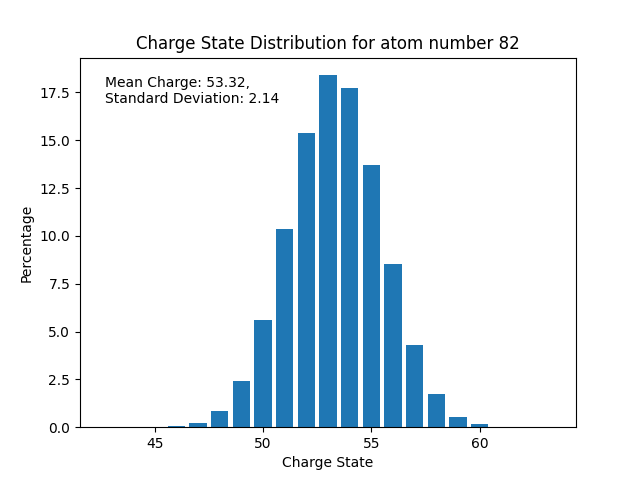 Charge State Distribution for atom number 82
Mean Charge: 53.32,
Standard Deviation: 2.14
17.5
15.0
12.5
10.0
7.5
5.0
2.5
0.0
Percentage
45 50 55 60
Charge State